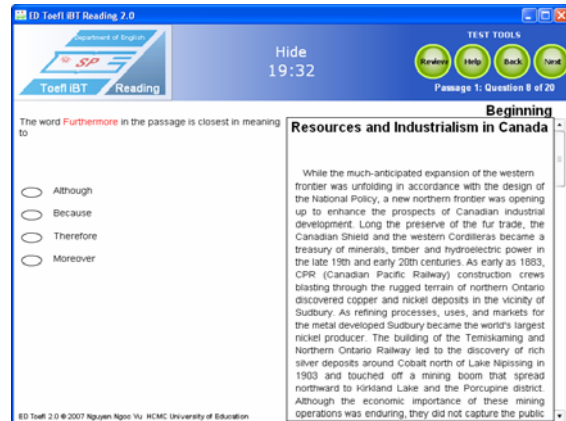 ED Toefl iBT Reading 2.0
Department of English
SP
Toefl iBT
Reading
Hide
19:32
TEST TOOLS
Review
Help
Back
Next
Passage 1: Question 8 of 20
The word Furthermore in the passage is closest in meaning
to
Although
Because
Therefore
Moreover
Beginning
Resources and Industrialism in Canada
While the much-anticipated expansion of the western
frontier was unfolding in accordance with the design of
the National Policy, a new northern frontier was opening
up to enhance the prospects of Canadian industrial
development. Long the preserve of the fur trade, the
Canadian Shield and the western Cordilleras became a
treasury of minerals, timber and hydroelectric power in
the late 19th and early 20th centuries. As early as 1883,
CPR (Canadian Pacific Railway) construction crews
blasting through the rugged terrain of northern Ontario
discovered copper and nickel deposits in the vicinity of
Sudbury. As refining processes, uses, and markets for
the metal developed Sudbury became the world's largest
nickel producer. The building of the Temiskaming and
Northern Ontario Railway led to the discovery of rich
silver deposits around Cobalt north of Lake Nipissing in
1903 and touched off a mining boom that spread
northward to Kirkland Lake and the Porcupine district.
Although the economic importance of these mining
operations was enduring, they did not capture the public
ED Toefl 2.0 © 2007 Nguyen Ngoc Vu HCMC University of Education